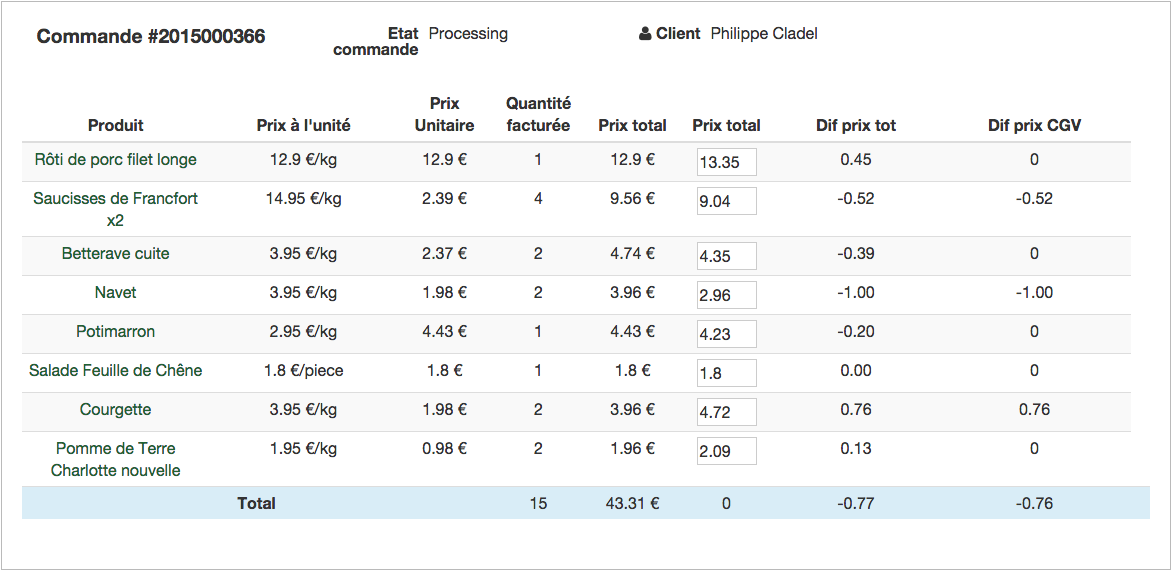 Commande #2015000366 Etat commande Processing Client Philippe Cladel
Produit Prix à l'unité Prix Unitaire Quantité facturée Prix total Prix total Dif prix tot Dif prix CGV
Rôti de porc filet longe 12.9 €/kg 12.9 € 1 12.9 € 13.35 0.45 0
Saucisses de Francfort x2 14.95 €/kg 2.39 € 4 9.56 € 9.04 -0.52 -0.52
Betterave cuite 3.95 €/kg 2.37 € 2 4.74 € 4.35 -0.39 0
Navet 3.95 €/kg 1.98 € 2 3.96 € 2.96 -1.00 -1.00
Potimarron 2.95 €/kg 4.43 € 1 4.43 € 4.23 -0.20 0
Salade Feuille de Chêne 1.8 €/piece 1.8 € 1 1.8 € 1.8 0.00 0
Courgette 3.95 €/kg 1.98 € 2 3.96 € 4.72 0.76 0.76
Pomme de Terre Charlotte nouvelle 1.95 €/kg 0.98 € 2 1.96 € 2.09 0.13 0
Total 15 43.31 € 0 -0.77 -0.76